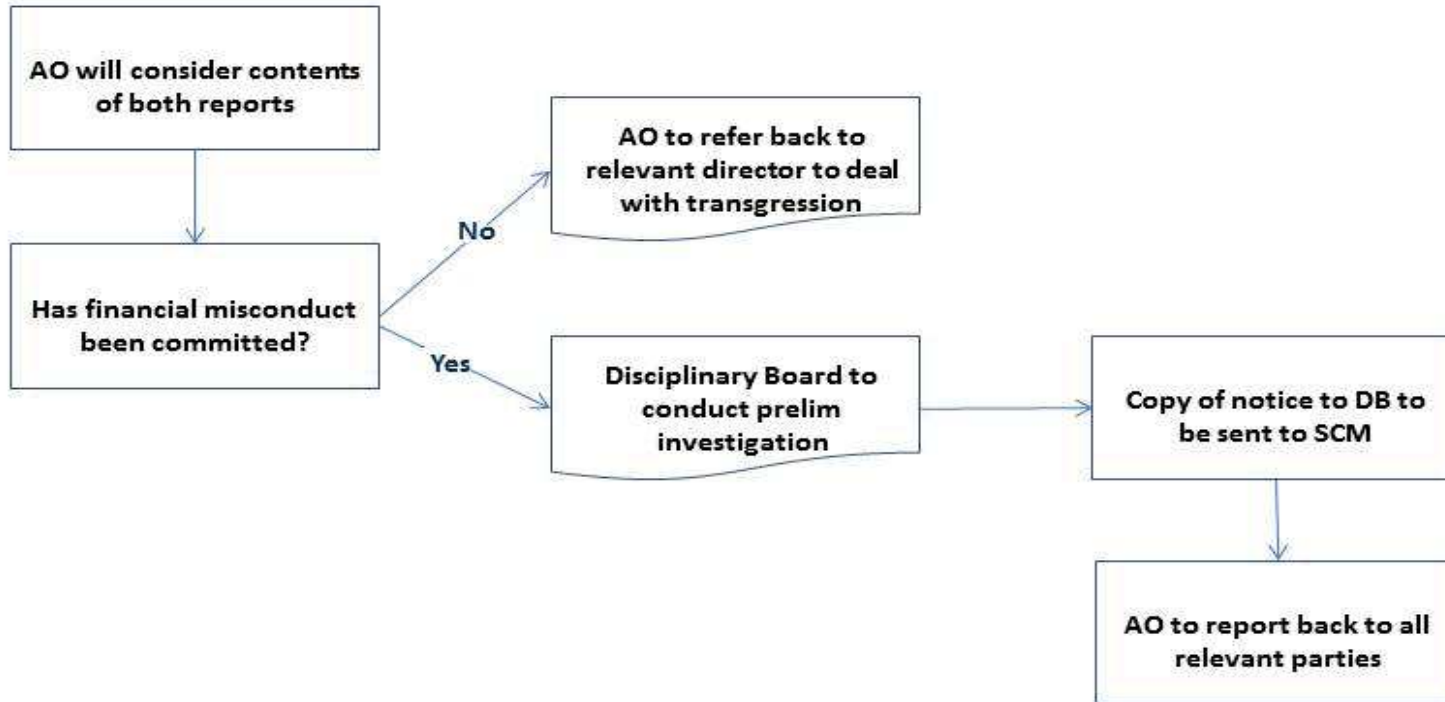 AO will consider contents
of both reports
Has financial misconduct
been committed?
No
AO to refer back to
relevant director to deal
with transgression
Yes
Disciplinary Board to
conduct prelim
investigation
Copy of notice to DB to
be sent to SCM
AO to report back to all
relevant parties